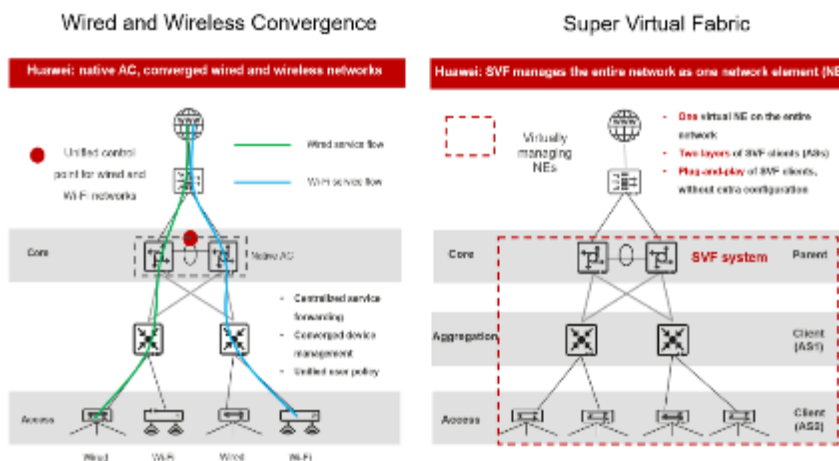 Wired and Wireless Convergence
Huawei: native AC, converged wired and wireless networks
WWW
Unified control
point for wired and
Wi-Fi networks
Wired service flow
Wi-Fi service flow
Core
Native AC
- Centralized service
forwarding
- Converged device
management
- Unified user policy
Access
Wired
Wi-Fi
Wired
Wi-Fi
Super Virtual Fabric
Huawei: SVF manages the entire network as one network element (NE
WWW
Virtually
managing
NEs
- One virtual NE on the entire
network
- Two layers of SVF clients (ASs)
- Plug-and-play of SVF clients,
without extra configuration
Core
SVF system
Parent
Aggregation
Client
(AS1)
Access
Client
(AS2)